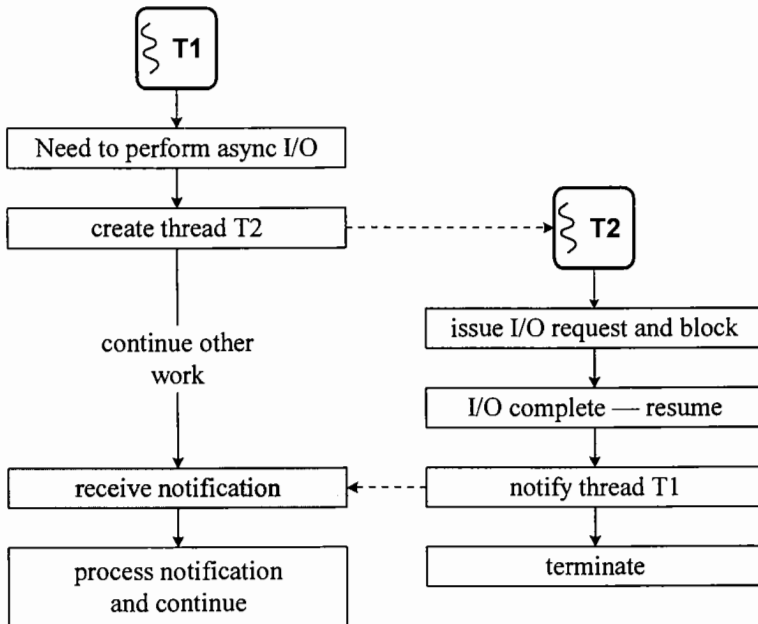 T1
Need to perform async I/O
create thread T2
T2
continue other
work
issue I/O request and block
I/O complete — resume
receive notification
notify thread T1
process notification
and continue
terminate